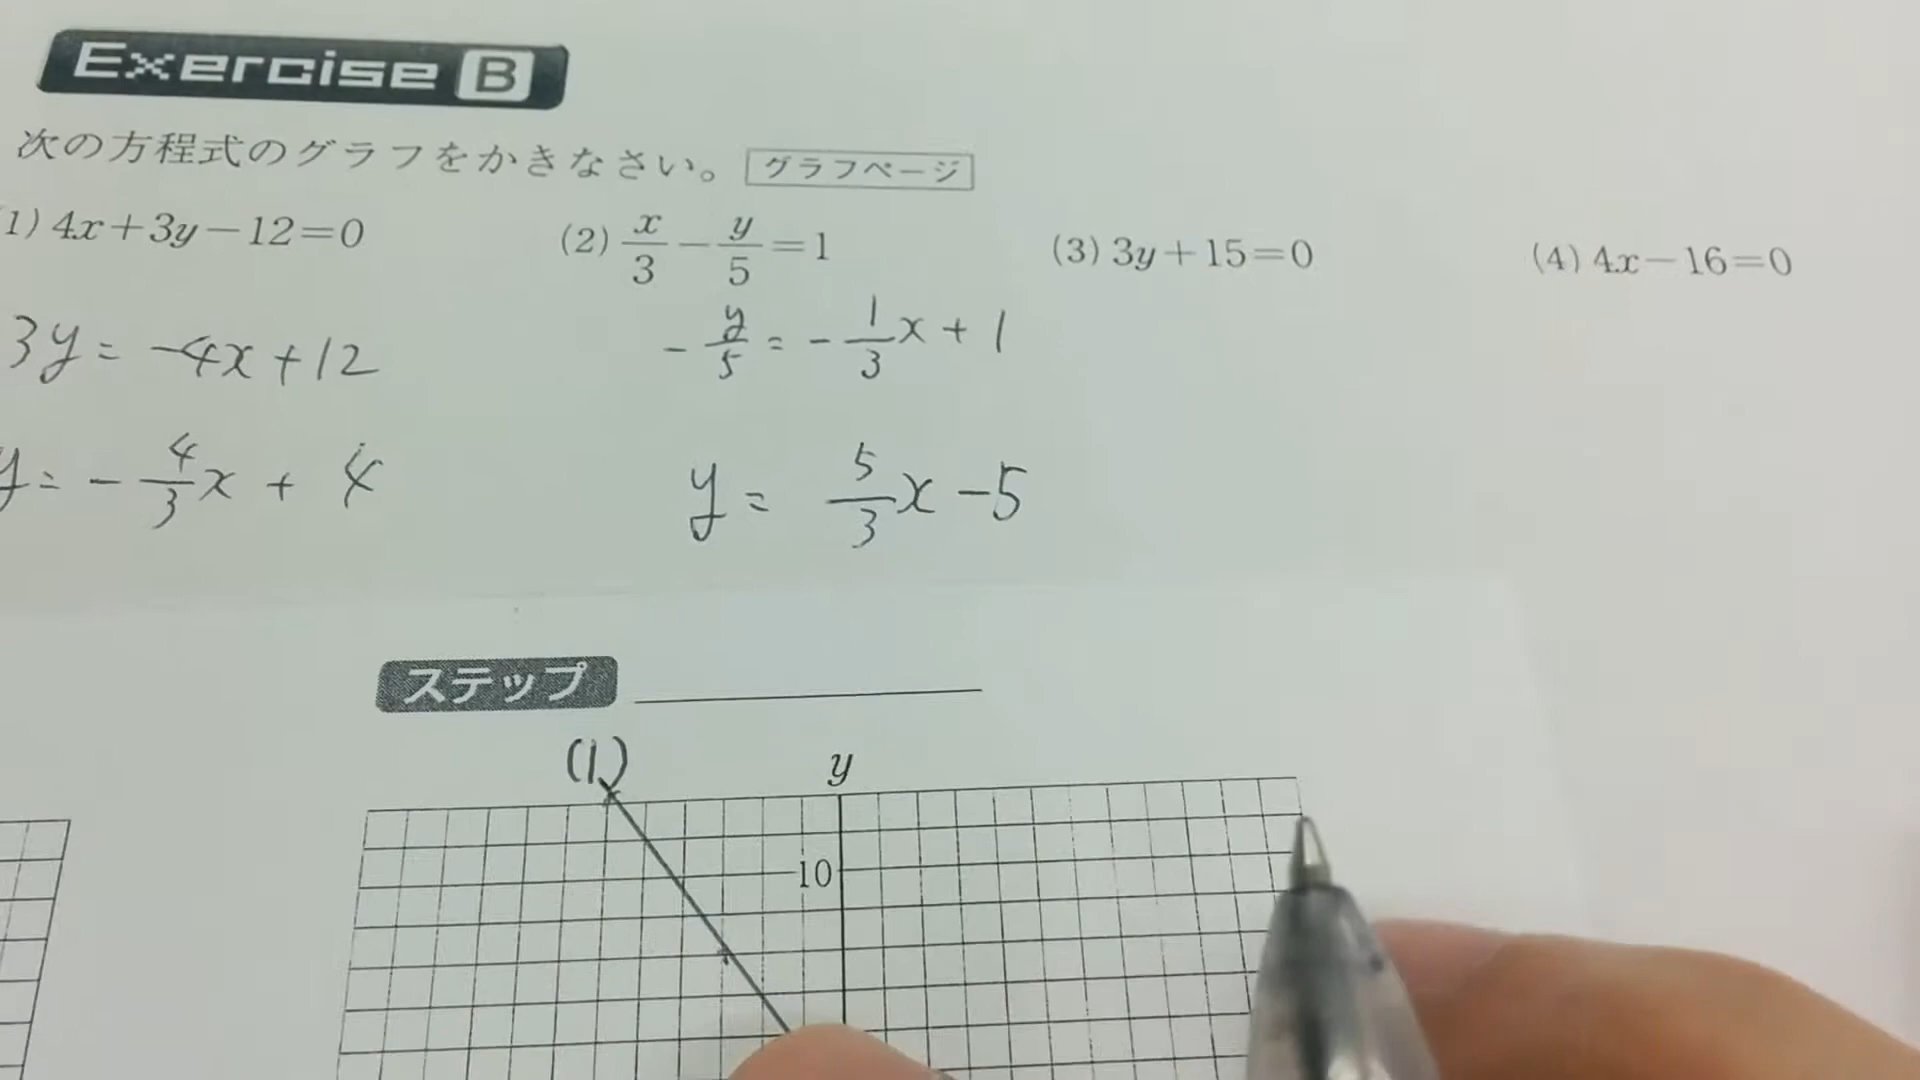 Exercise B
次の方程式のグラフをかきなさい。 グラフページ
(1) 4x+3y−12=0 (2) x/3 − y/5 =1 (3) 3y+15=0 (4) 4x−16=0
3y = −4x+12
− y/5 = − 1/3 x + 1
y = − 4/3 x + 4
y = 5/3 x −5
ステップ
(1)
y
10